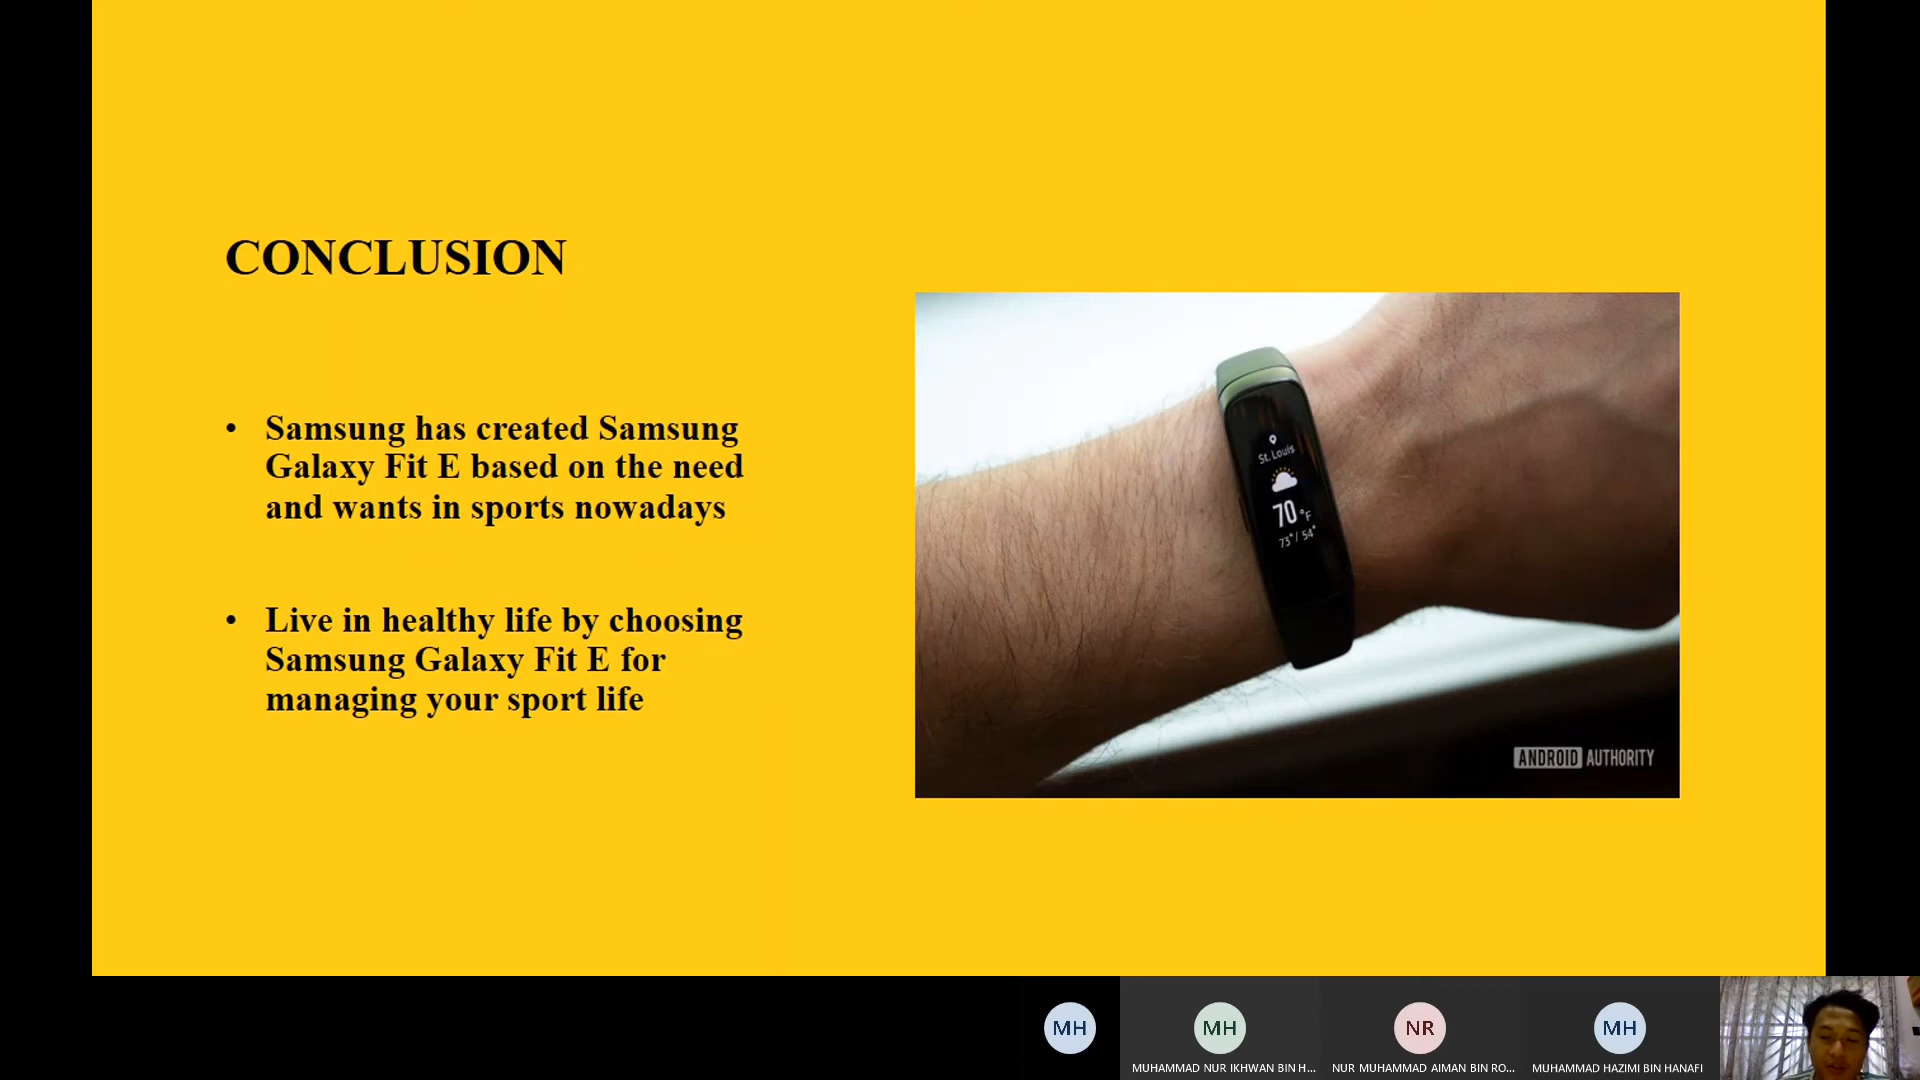 CONCLUSION
• Samsung has created Samsung
Galaxy Fit E based on the need
and wants in sports nowadays
• Live in healthy life by choosing
Samsung Galaxy Fit E for
managing your sport life
St. Louis
70 °F
73° / 54°
ANDROID AUTHORITY
MH
MH
NR
MH
MUHAMMAD NUR IKHWAN BIN H...
NUR MUHAMMAD AIMAN BIN RO...
MUHAMMAD HAZIMI BIN HANAFI